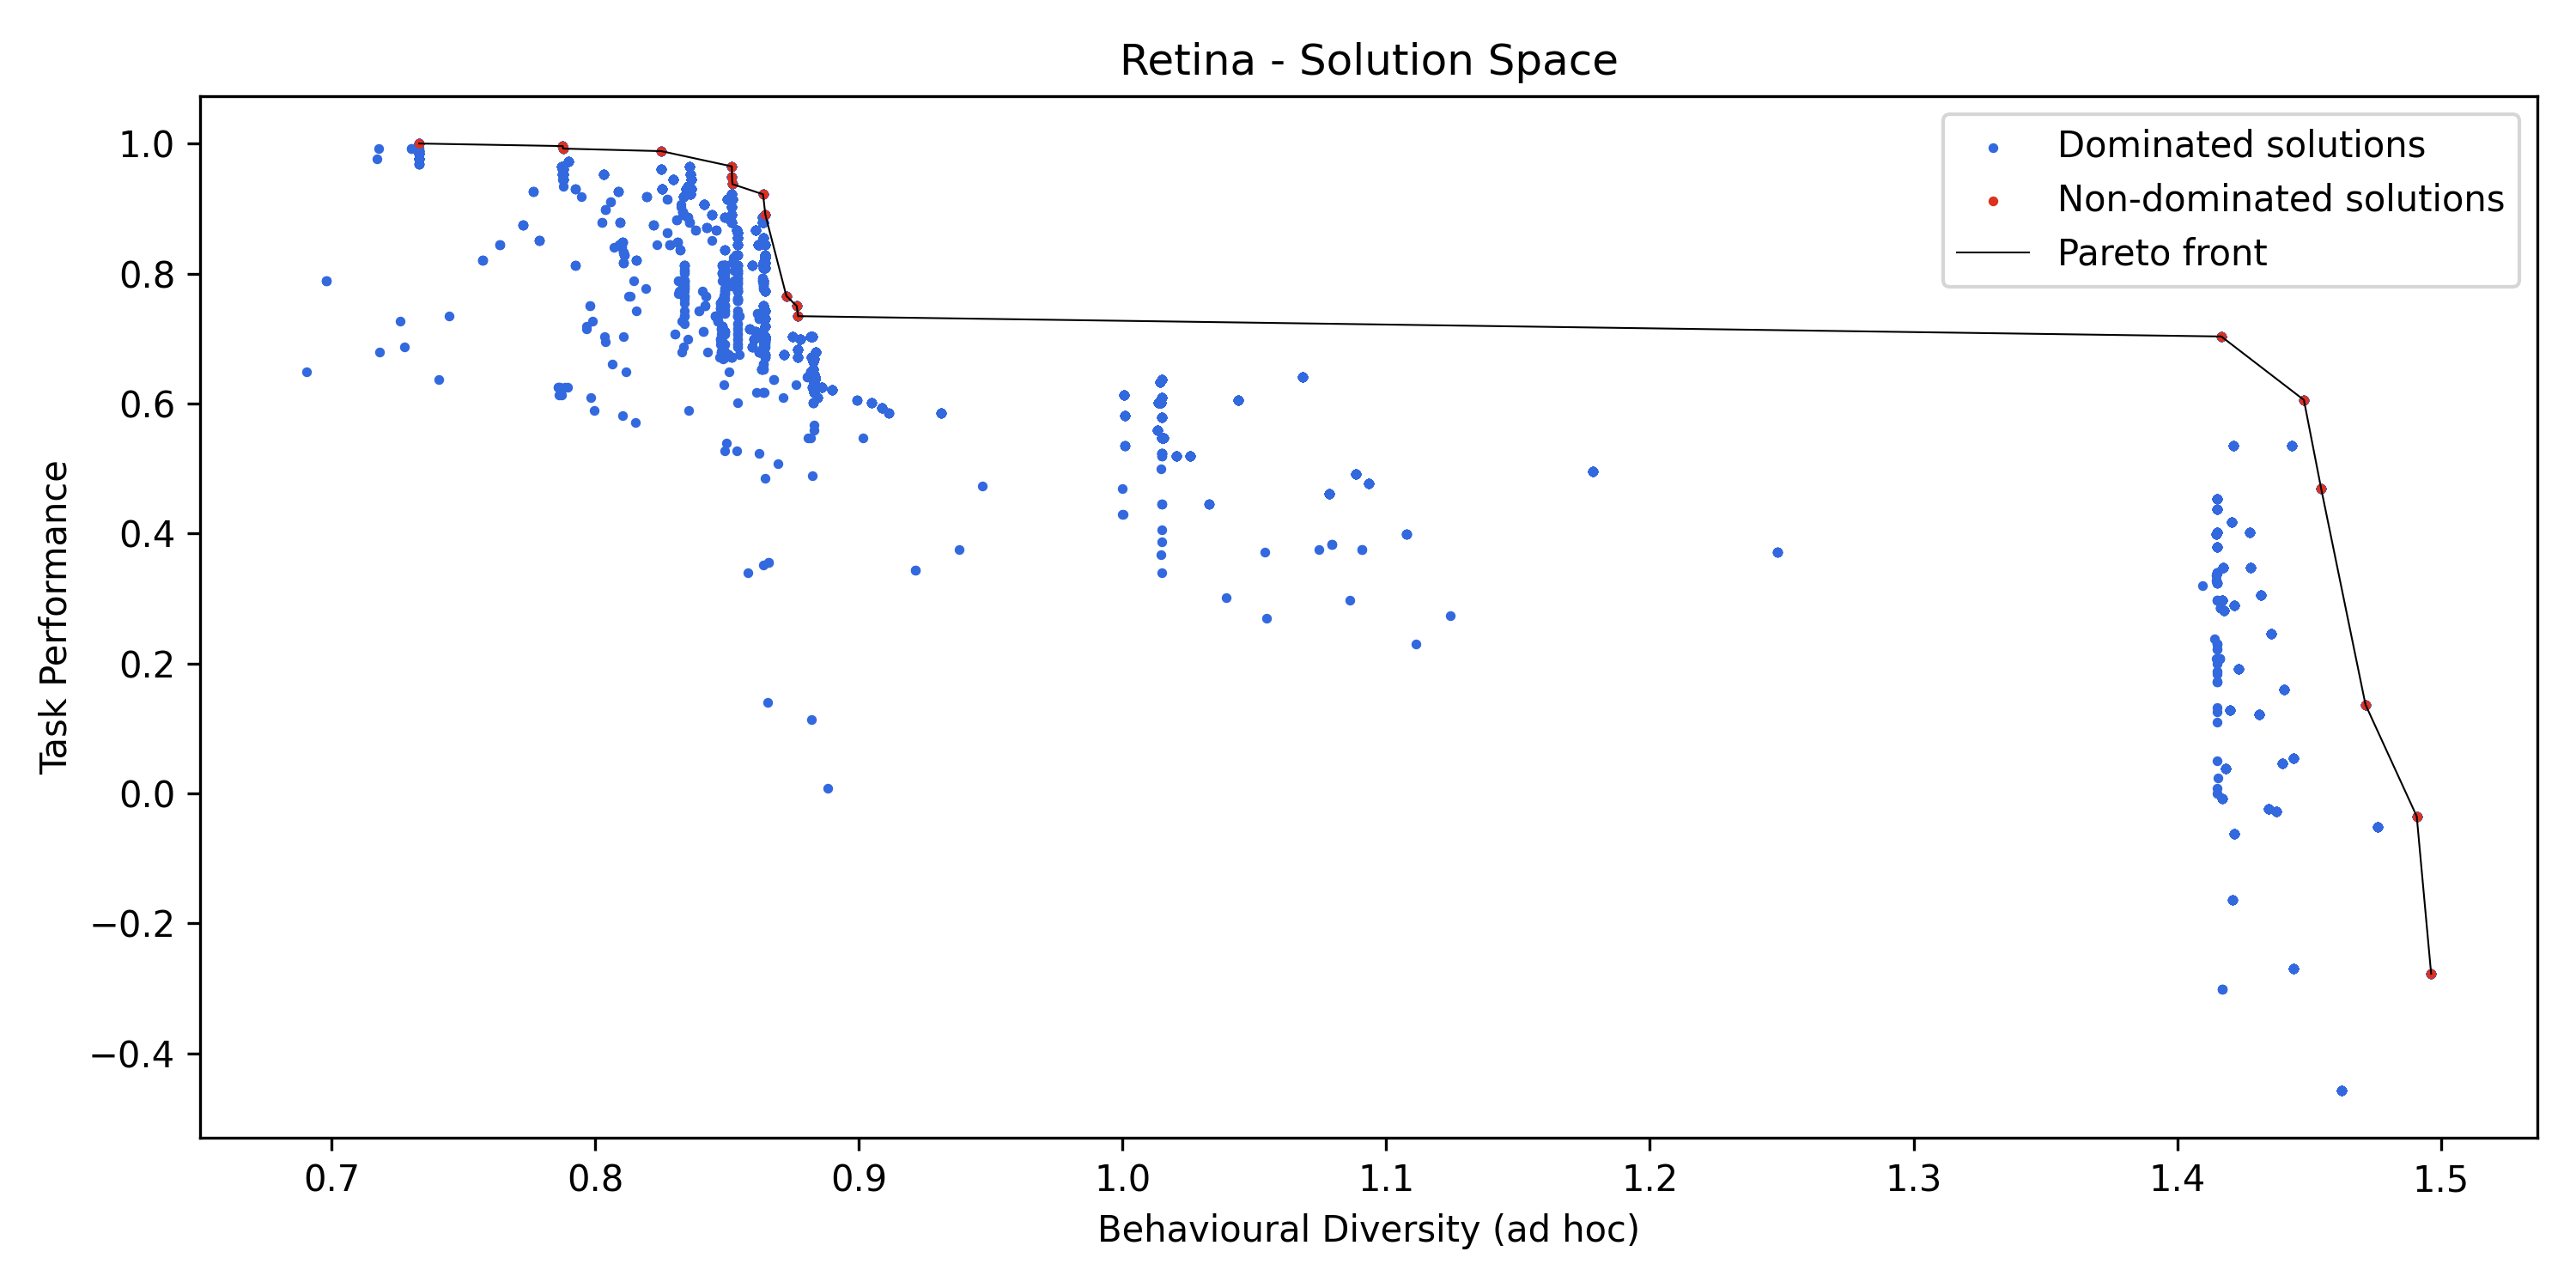 Retina - Solution Space
Dominated solutions
Non-dominated solutions
Pareto front
Task Performance
1.0
0.8
0.6
0.4
0.2
0.0
−0.2
−0.4
0.7 0.8 0.9 1.0 1.1 1.2 1.3 1.4 1.5
Behavioural Diversity (ad hoc)